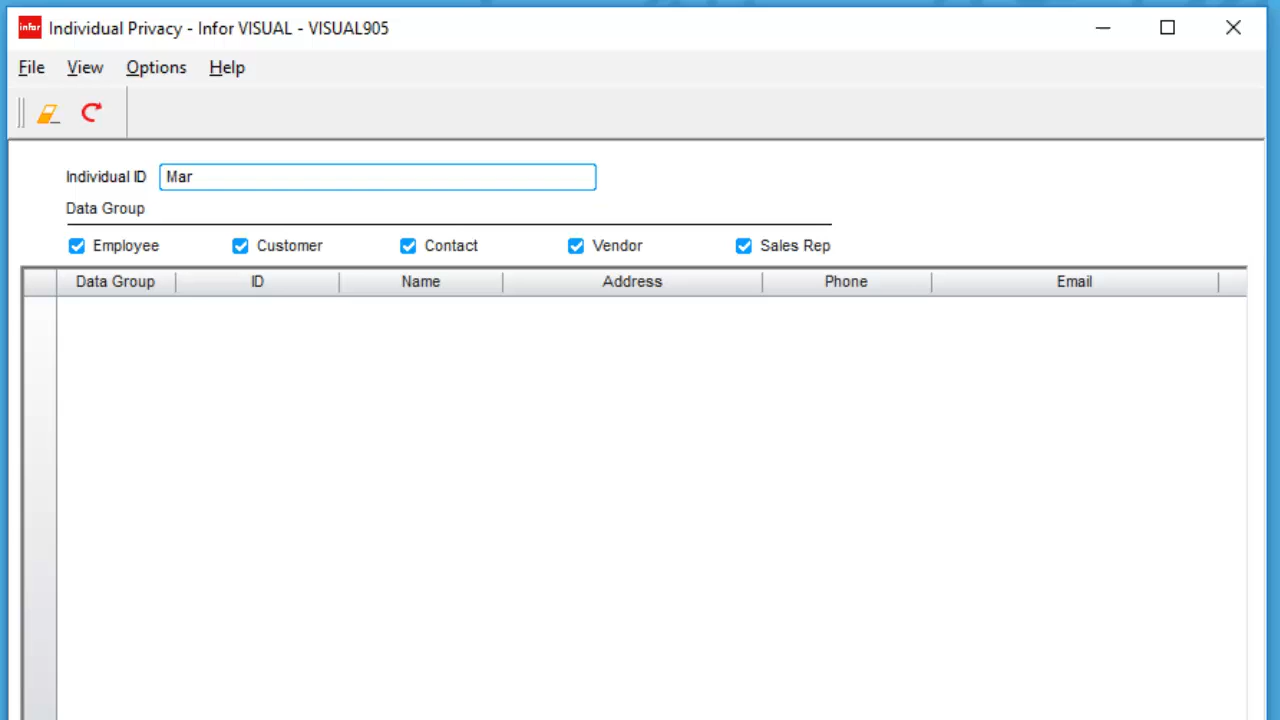 infor Individual Privacy - Infor VISUAL - VISUAL905
File View Options Help
Individual ID Mar
Data Group
Employee Customer Contact Vendor Sales Rep
Data Group ID Name Address Phone Email